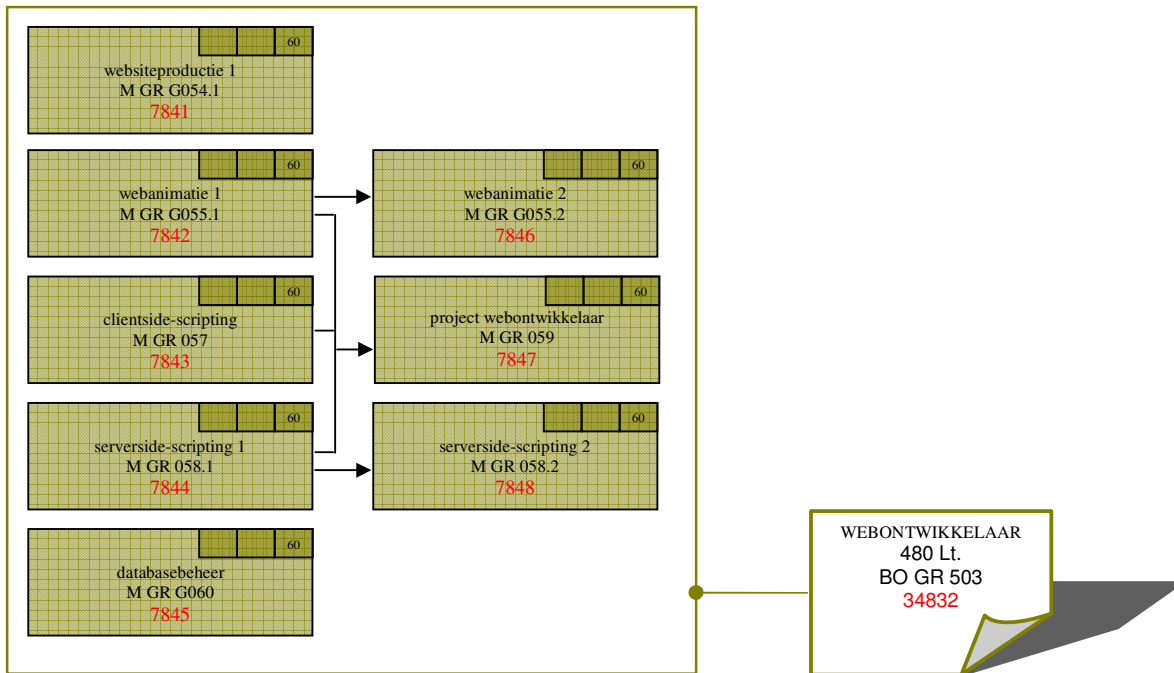 60
websiteproductie 1
M GR G054.1
7841
60
webanimatie 1
M GR G055.1
7842
60
webanimatie 2
M GR G055.2
7846
60
clientside-scripting
M GR 057
7843
60
project webontwikkelaar
M GR 059
7847
60
serverside-scripting 1
M GR 058.1
7844
60
serverside-scripting 2
M GR 058.2
7848
60
databasebeheer
M GR G060
7845
WEBONTWIKKELAAR
480 Lt.
BO GR 503
34832